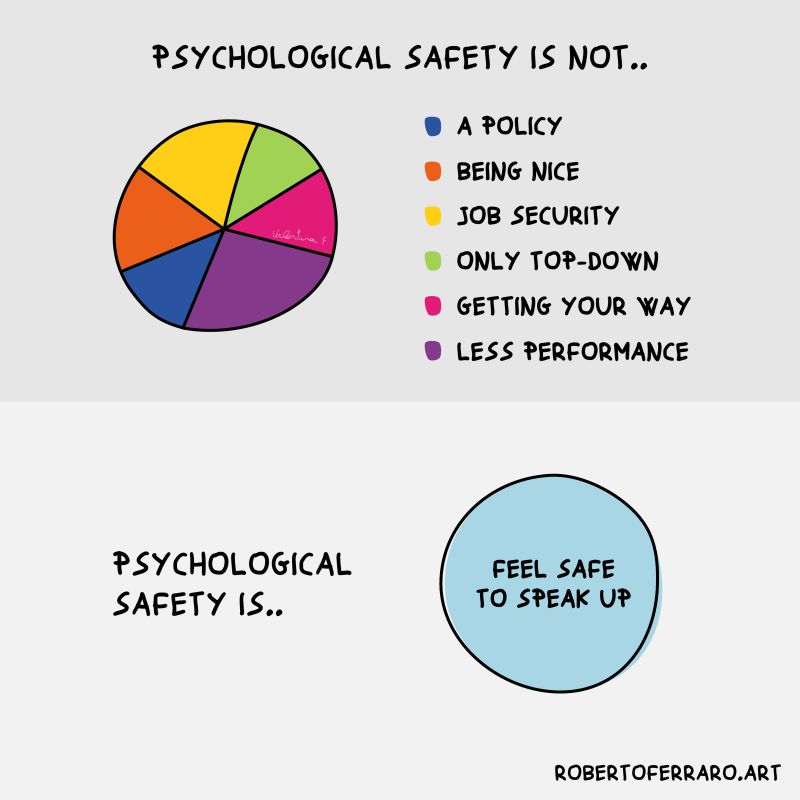 PSYCHOLOGICAL SAFETY IS NOT..
A POLICY
BEING NICE
JOB SECURITY
ONLY TOP-DOWN
GETTING YOUR WAY
LESS PERFORMANCE
Valentina F
PSYCHOLOGICAL
SAFETY IS..
FEEL SAFE
TO SPEAK UP
ROBERTOFERRARO.ART